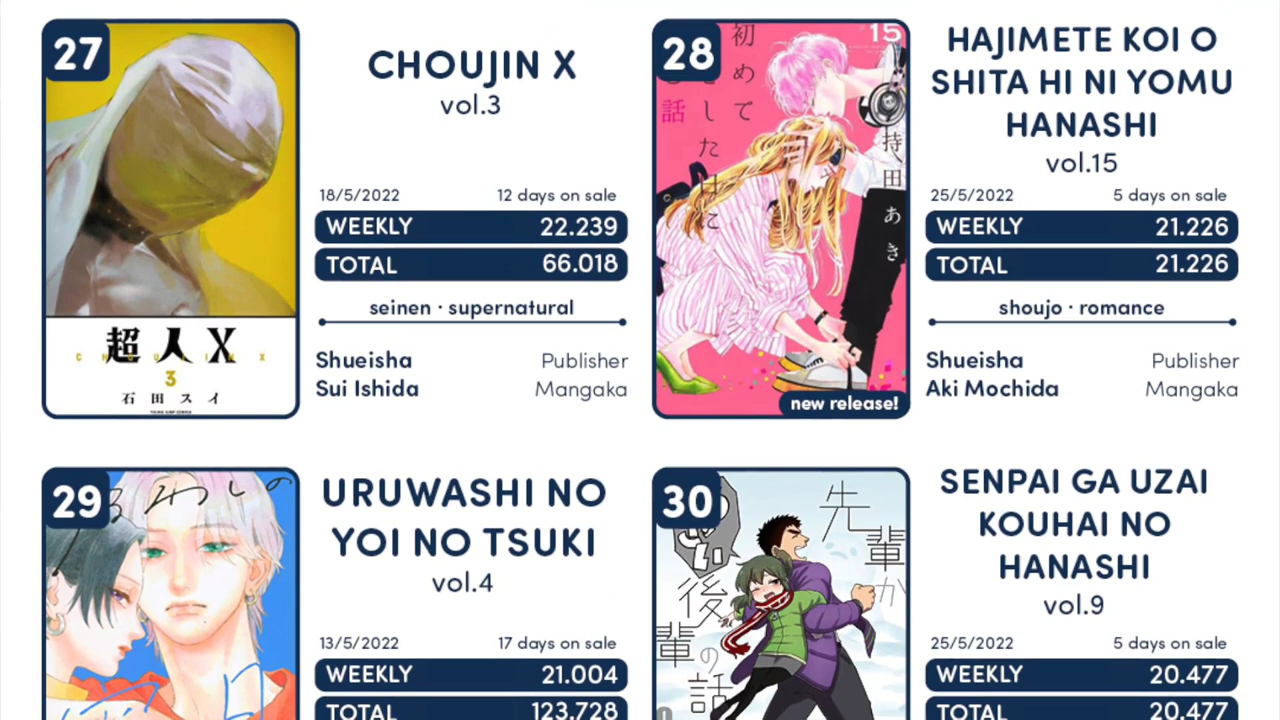 27
CHOUJIN X
vol.3
18/5/2022 12 days on sale
WEEKLY 22.239
TOTAL 66.018
seinen · supernatural
Shueisha Publisher
Sui Ishida Mangaka
超人X
CHOUJIN X
3
石田スイ
YOUNG JUMP COMICS
28
HAJIMETE KOI O
SHITA HI NI YOMU
HANASHI
vol.15
25/5/2022 5 days on sale
WEEKLY 21.226
TOTAL 21.226
shoujo · romance
Shueisha Publisher
Aki Mochida Mangaka
15
初めて
した日に
話
持田あき
new release!
29
URUWASHI NO
YOI NO TSUKI
vol.4
13/5/2022 17 days on sale
WEEKLY 21.004
TOTAL 123.728
30
SENPAI GA UZAI
KOUHAI NO
HANASHI
vol.9
25/5/2022 5 days on sale
WEEKLY 20.477
TOTAL 20.477
先輩が
後輩の話